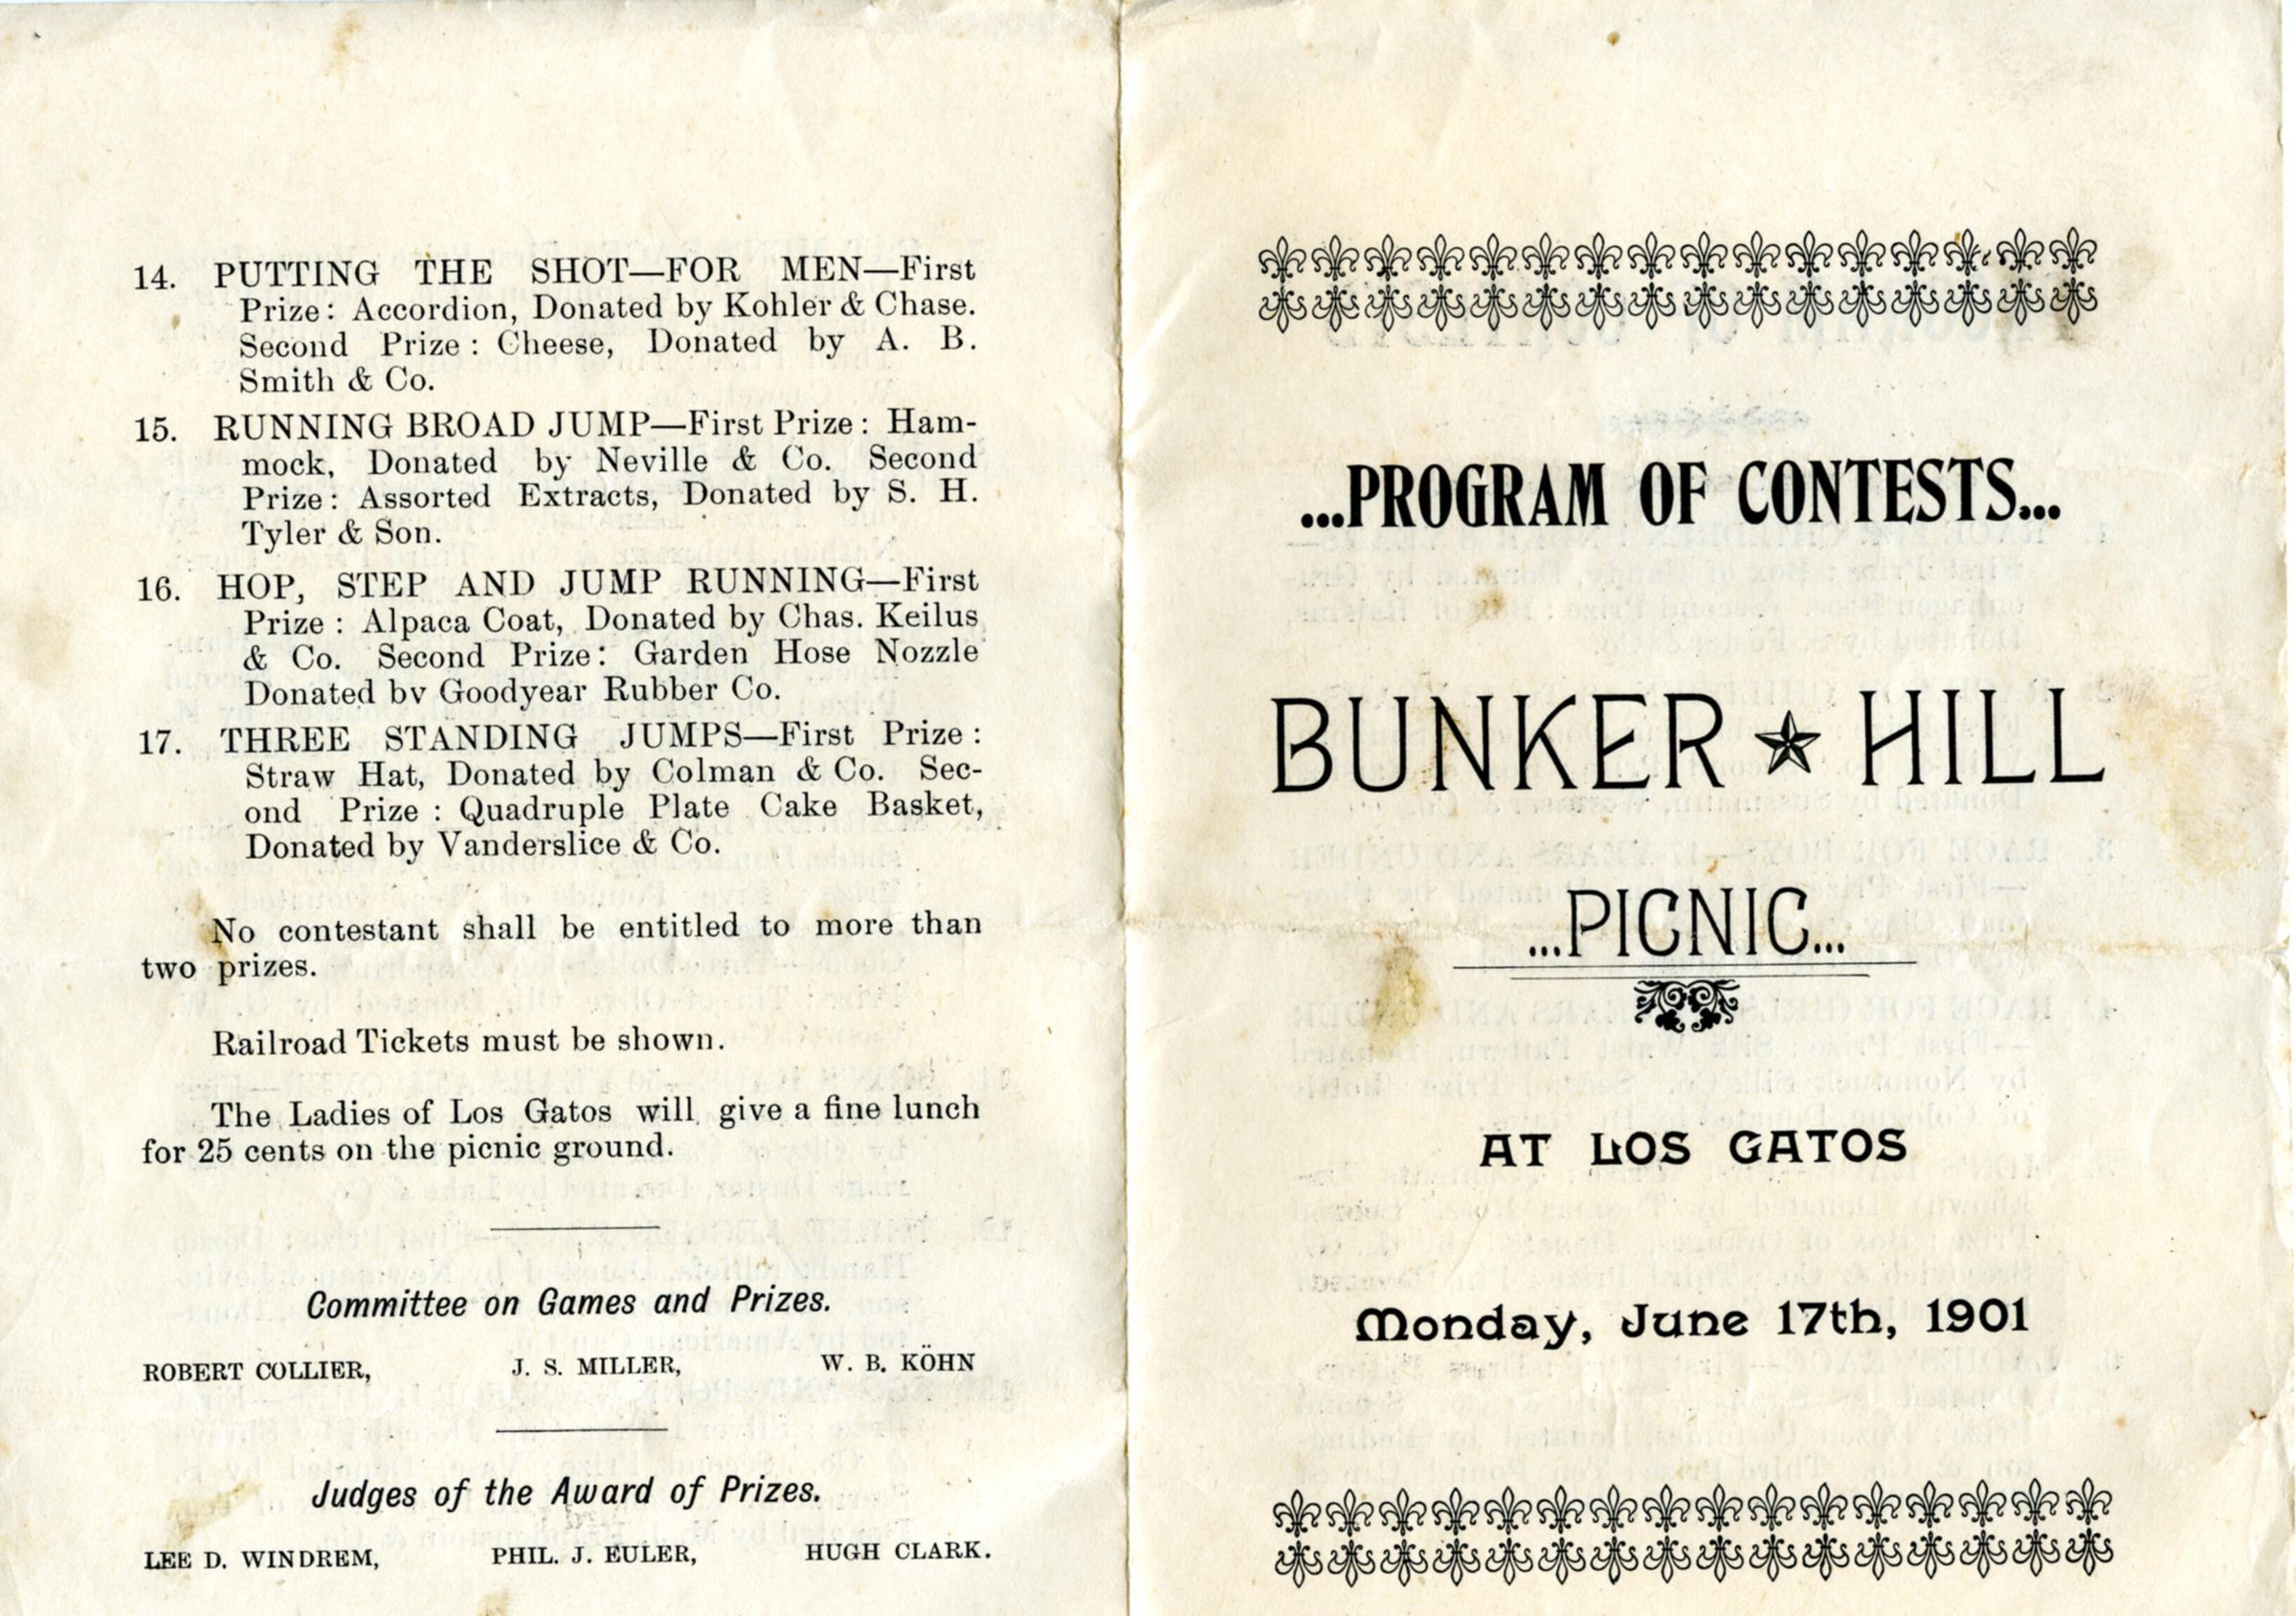 14. PUTTING THE SHOT—FOR MEN—First
Prize: Accordion, Donated by Kohler & Chase.
Second Prize: Cheese, Donated by A. B.
Smith & Co.
15. RUNNING BROAD JUMP—First Prize: Ham-
mock, Donated by Neville & Co. Second
Prize: Assorted Extracts, Donated by S. H.
Tyler & Son.
16. HOP, STEP AND JUMP RUNNING—First
Prize: Alpaca Coat, Donated by Chas. Keilus
& Co. Second Prize: Garden Hose Nozzle
Donated by Goodyear Rubber Co.
17. THREE STANDING JUMPS—First Prize:
Straw Hat, Donated by Colman & Co. Sec-
ond Prize: Quadruple Plate Cake Basket,
Donated by Vanderslice & Co.
No contestant shall be entitled to more than
two prizes.
Railroad Tickets must be shown.
The Ladies of Los Gatos will give a fine lunch
for 25 cents on the picnic ground.
Committee on Games and Prizes.
ROBERT COLLIER, J. S. MILLER, W. B. KÖHN
Judges of the Award of Prizes.
LEE D. WINDREM, PHIL. J. EULER, HUGH CLARK.
...PROGRAM OF CONTESTS...
BUNKER ★ HILL
...PICNIC...
AT LOS GATOS
Monday, June 17th, 1901